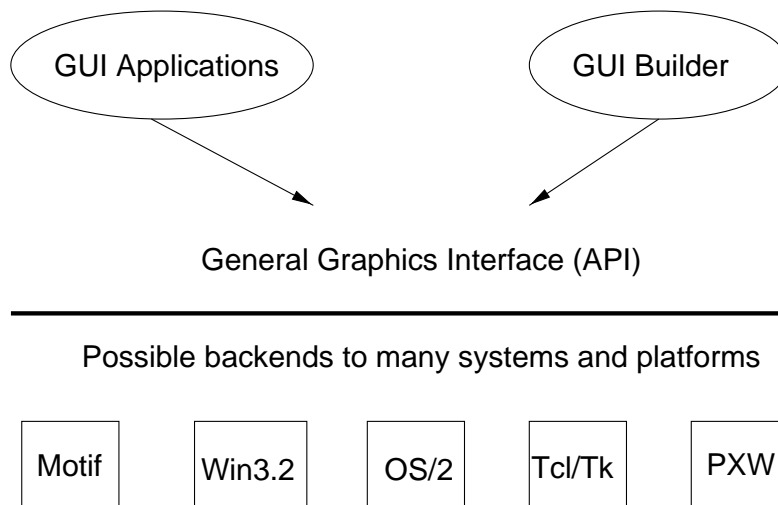 GUI Applications
GUI Builder
General Graphics Interface (API)
Possible backends to many systems and platforms
Motif
Win3.2
OS/2
Tcl/Tk
PXW